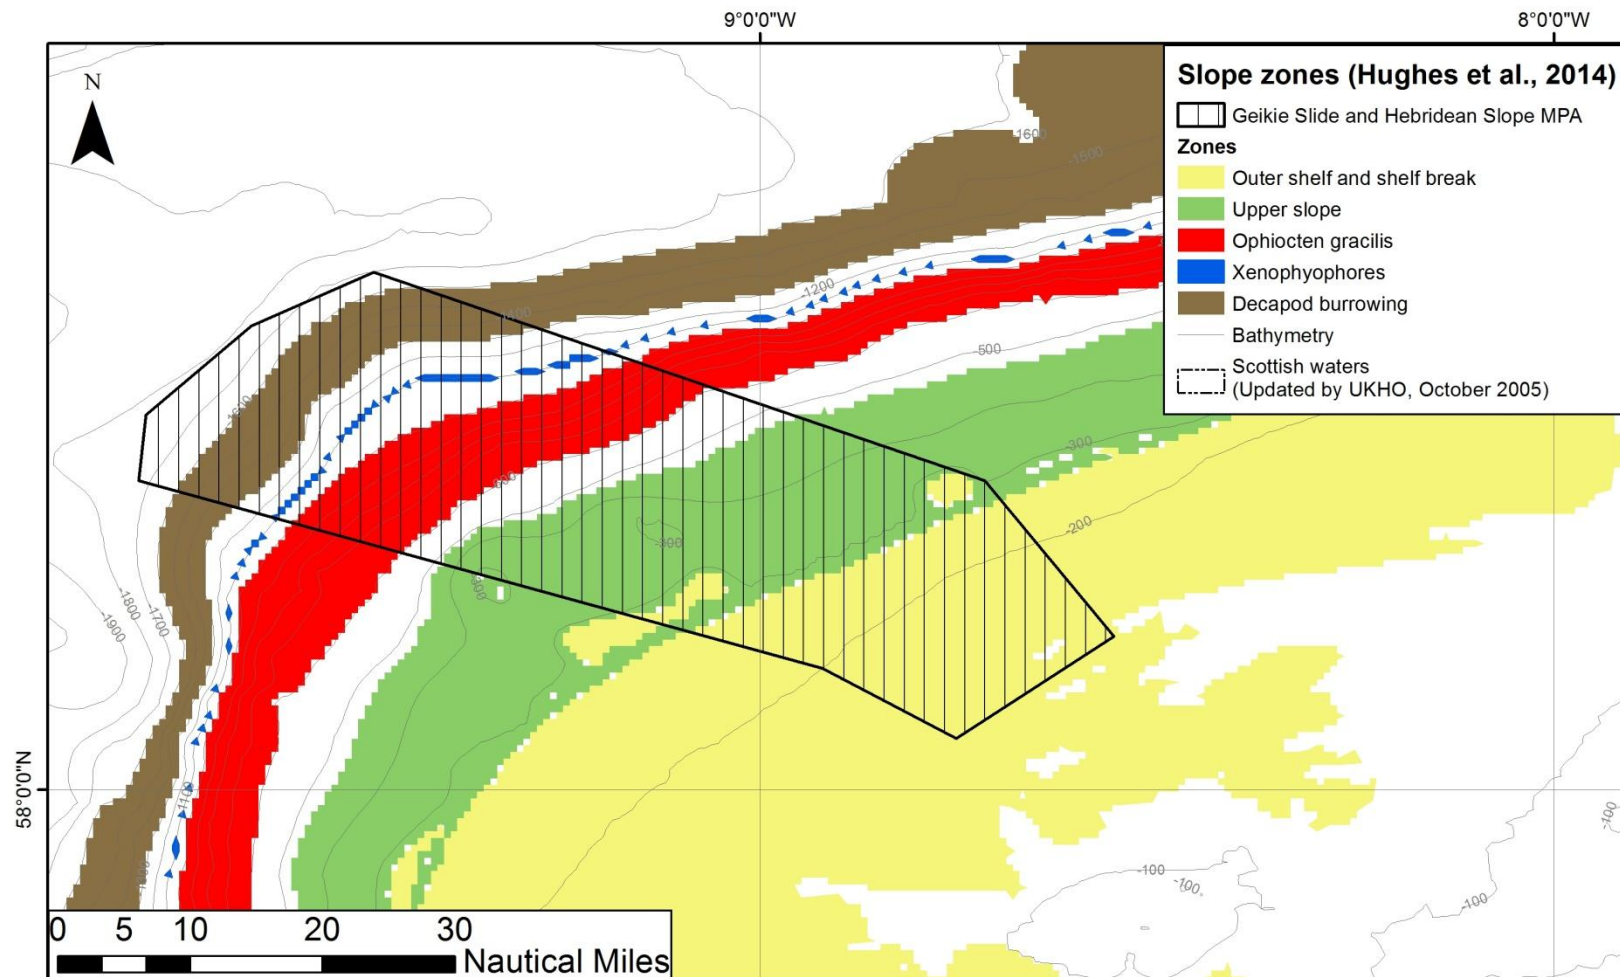 9°0'0"W
8°0'0"W
N
Slope zones (Hughes et al., 2014)
Geikie Slide and Hebridean Slope MPA
Zones
Outer shelf and shelf break
Upper slope
Ophiocten gracilis
Xenophyophores
Decapod burrowing
Bathymetry
Scottish waters
(Updated by UKHO, October 2005)
-1600
-1500
-1200
-500
-300
-200
-1800
-1700
-1900
58°0'0"N
-1100
-100
-100
-100
-100
0 5 10 20 30
Nautical Miles